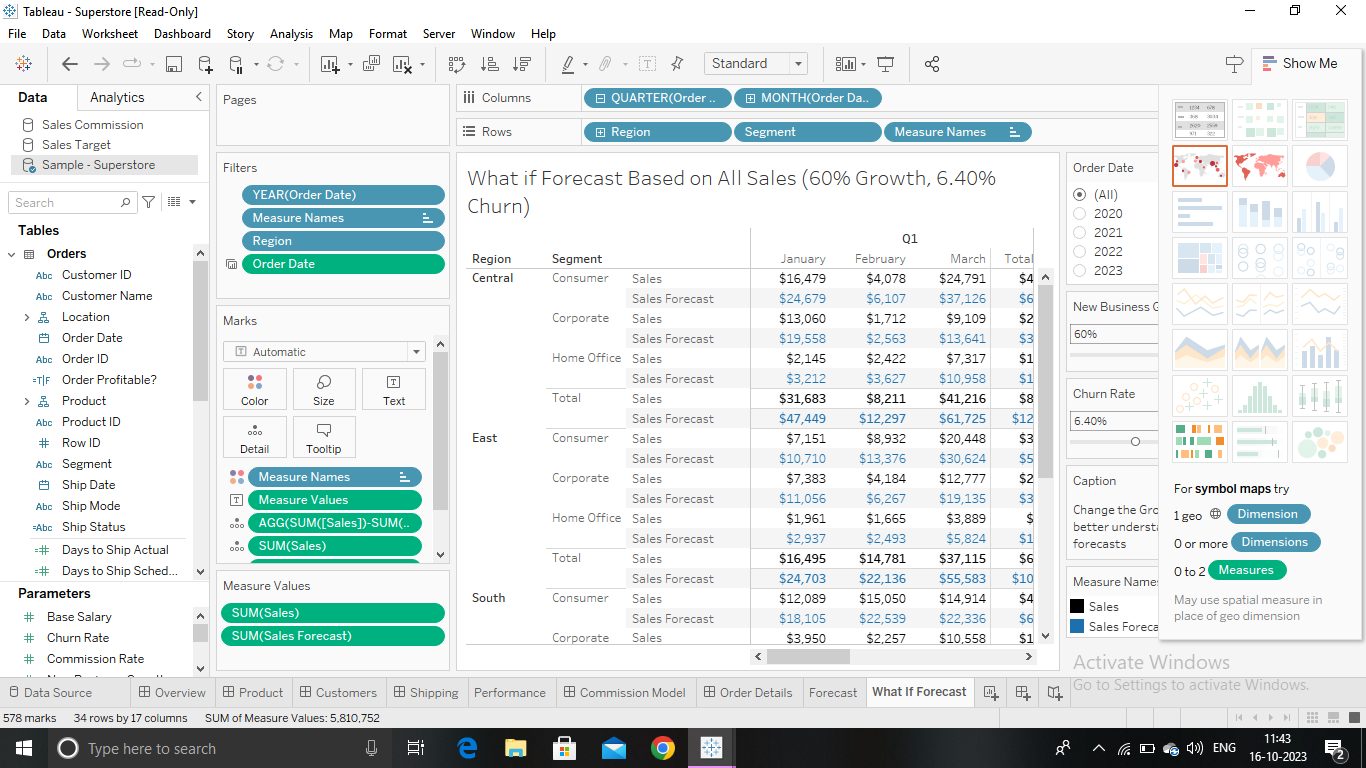 Tableau - Superstore [Read-Only]
File Data Worksheet Dashboard Story Analysis Map Format Server Window Help
Standard
Show Me
Data Analytics
Sales Commission
Sales Target
Sample - Superstore
Search
Tables
Orders
Abc Customer ID
Abc Customer Name
Location
Order Date
Abc Order ID
=T|F Order Profitable?
Product
Abc Product ID
Row ID
Abc Segment
Ship Date
Abc Ship Mode
=Abc Ship Status
Days to Ship Actual
Days to Ship Sched...
Parameters
Base Salary
Churn Rate
Commission Rate
Pages
Filters
YEAR(Order Date)
Measure Names
Region
Order Date
Marks
Automatic
Color Size Text
Detail Tooltip
Measure Names
Measure Values
AGG(SUM([Sales])-SUM(..
SUM(Sales)
Measure Values
SUM(Sales)
SUM(Sales Forecast)
Columns QUARTER(Order .. MONTH(Order Da..
Rows Region Segment Measure Names
What if Forecast Based on All Sales (60% Growth, 6.40%
Churn)
Q1
Region Segment January February March Total
Central Consumer Sales $16,479 $4,078 $24,791 $4
Sales Forecast $24,679 $6,107 $37,126 $6
Corporate Sales $13,060 $1,712 $9,109 $2
Sales Forecast $19,558 $2,563 $13,641 $3
Home Office Sales $2,145 $2,422 $7,317 $1
Sales Forecast $3,212 $3,627 $10,958 $1
Total Sales $31,683 $8,211 $41,216 $8
Sales Forecast $47,449 $12,297 $61,725 $12
East Consumer Sales $7,151 $8,932 $20,448 $3
Sales Forecast $10,710 $13,376 $30,624 $5
Corporate Sales $7,383 $4,184 $12,777 $2
Sales Forecast $11,056 $6,267 $19,135 $3
Home Office Sales $1,961 $1,665 $3,889 $
Sales Forecast $2,937 $2,493 $5,824 $1
Total Sales $16,495 $14,781 $37,115 $6
Sales Forecast $24,703 $22,136 $55,583 $10
South Consumer Sales $12,089 $15,050 $14,914 $4
Sales Forecast $18,105 $22,539 $22,336 $6
Corporate Sales $3,950 $2,257 $10,558 $1
Order Date
(All)
2020
2021
2022
2023
New Business G
60%
Churn Rate
6.40%
Caption
Change the Gro
better understa
forecasts
Measure Names
Sales
Sales Foreca
For symbol maps try
1 geo Dimension
0 or more Dimensions
0 to 2 Measures
May use spatial measure in
place of geo dimension
Activate Windows
Go to Settings to activate Windows.
Data Source Overview Product Customers Shipping Performance Commission Model Order Details Forecast What If Forecast
578 marks 34 rows by 17 columns SUM of Measure Values: 5,810,752
Type here to search
ENG
11:43
16-10-2023
2